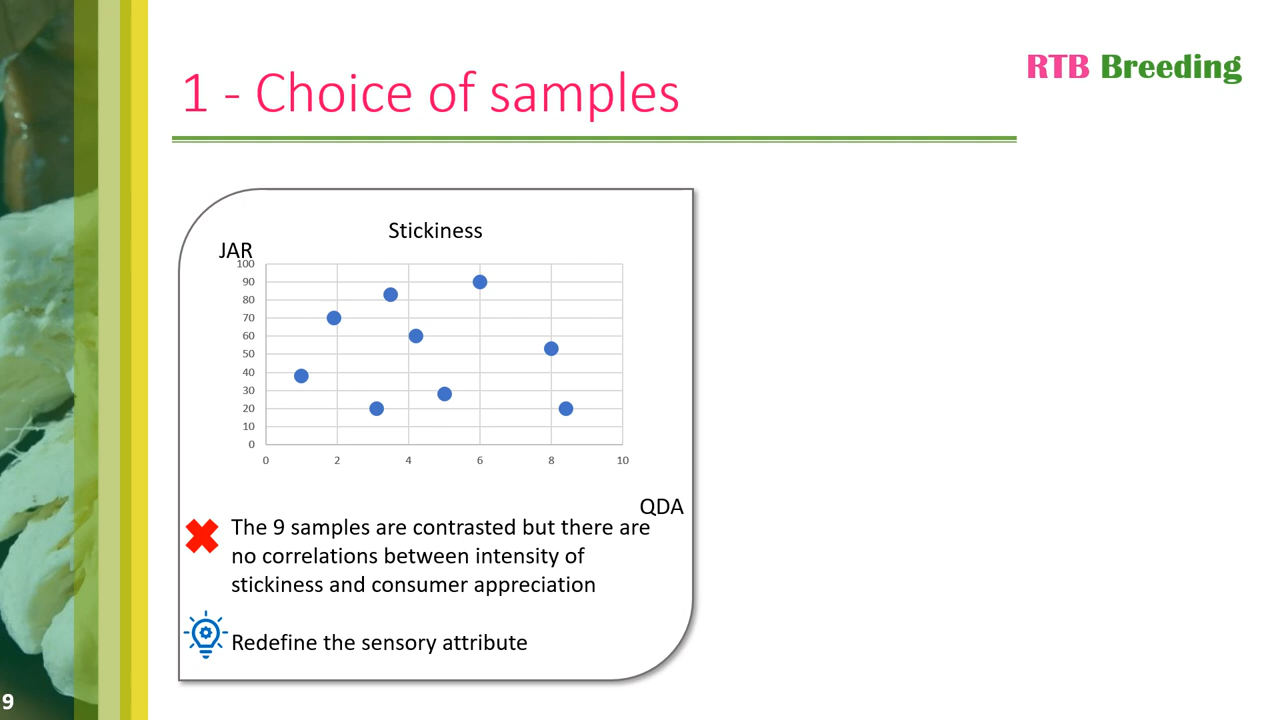 1 - Choice of samples
RTB Breeding
Stickiness
JAR
100
90
80
70
60
50
40
30
20
10
0
0 2 4 6 8 10
QDA
The 9 samples are contrasted but there are
no correlations between intensity of
stickiness and consumer appreciation
Redefine the sensory attribute
9